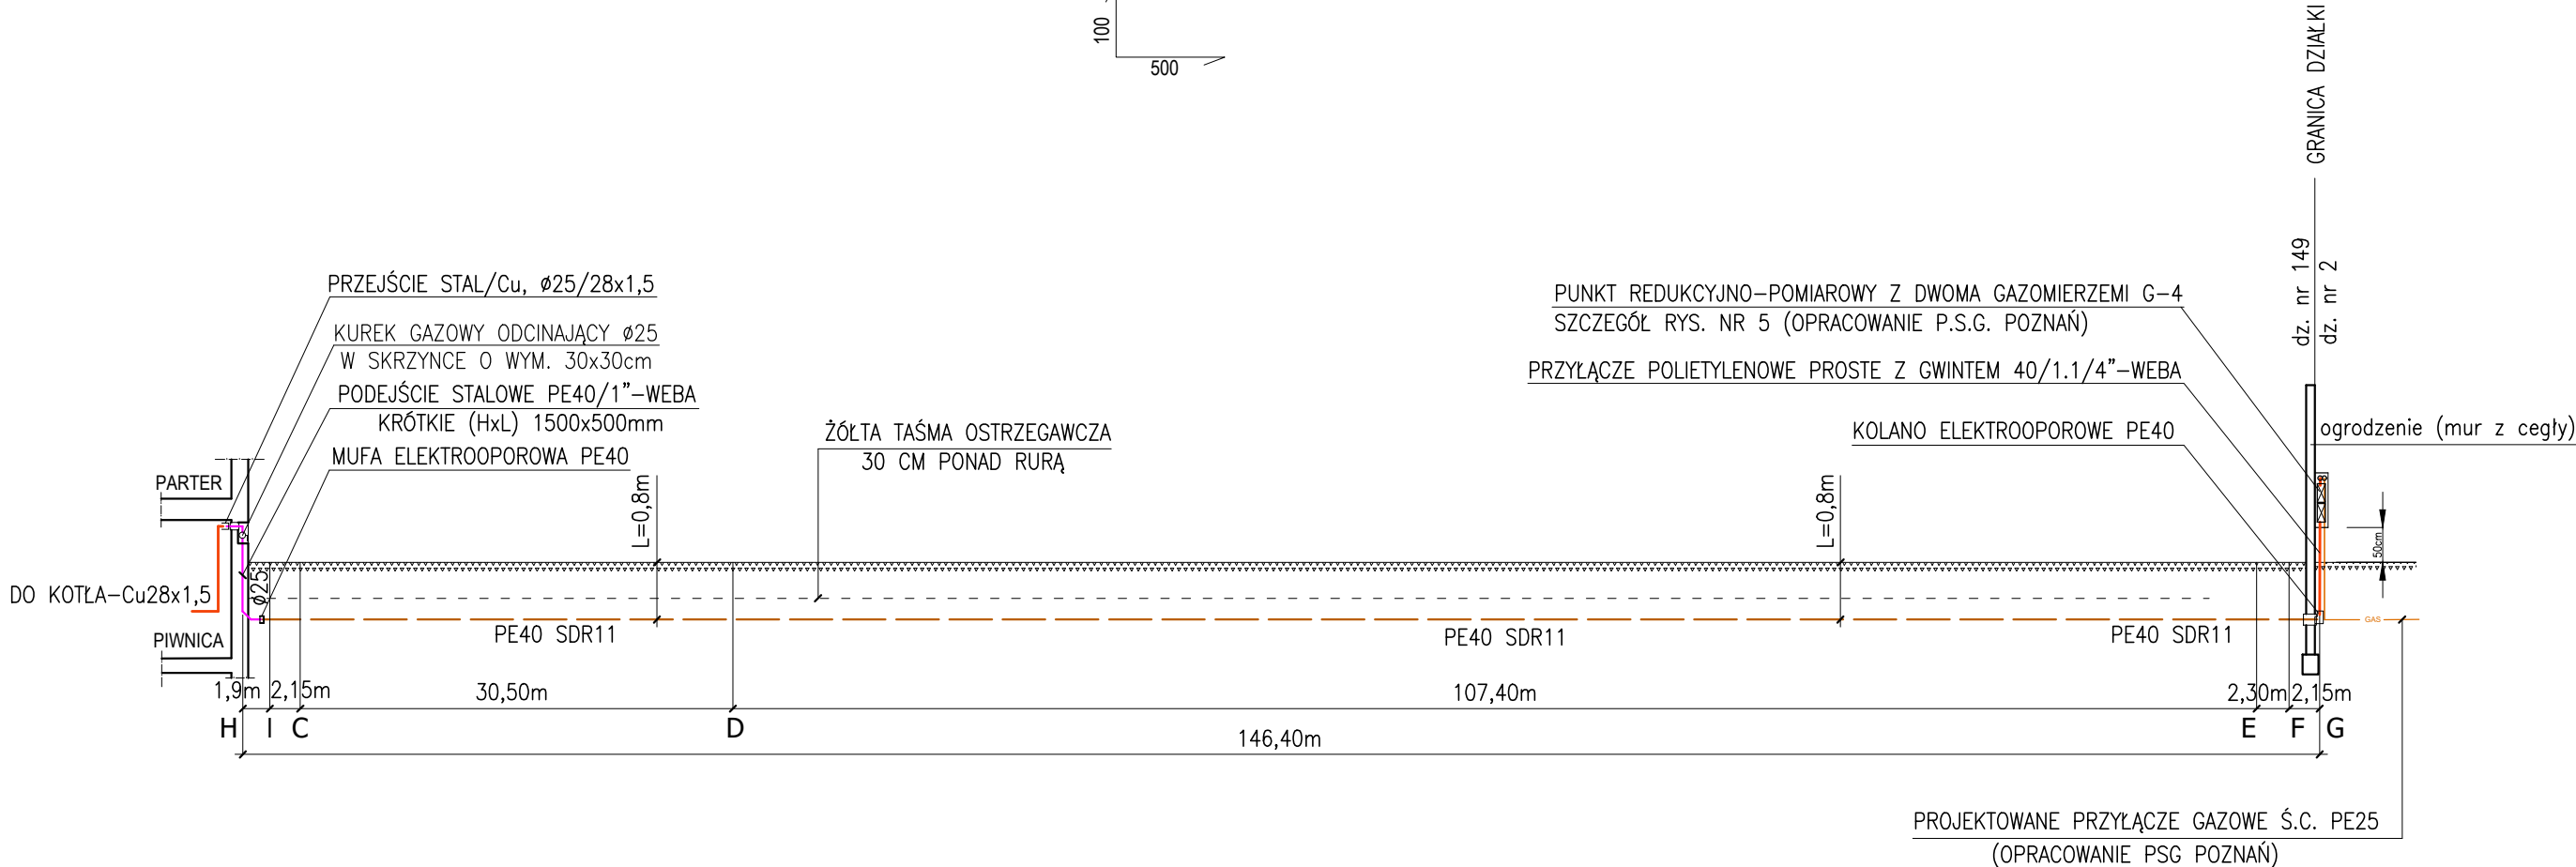 100
500
GRANICA DZIAŁKI
dz. nr 149
dz. nr 2
PRZEJŚCIE STAL/Cu, ø25/28x1,5
KUREK GAZOWY ODCINAJĄCY ø25
W SKRZYNCE O WYM. 30x30cm
PODEJŚCIE STALOWE PE40/1"-WEBA
KRÓTKIE (HxL) 1500x500mm
MUFA ELEKTROOPOROWA PE40
ŻÓŁTA TAŚMA OSTRZEGAWCZA
30 CM PONAD RURĄ
PUNKT REDUKCYJNO-POMIAROWY Z DWOMA GAZOMIERZEMI G-4
SZCZEGÓŁ RYS. NR 5 (OPRACOWANIE P.S.G. POZNAŃ)
PRZYŁĄCZE POLIETYLENOWE PROSTE Z GWINTEM 40/1.1/4"-WEBA
KOLANO ELEKTROOPOROWE PE40
ogrodzenie (mur z cegły)
PARTER
L=0,8m
L=0,8m
50cm
DO KOTŁA-Cu28x1,5
ø25
PIWNICA
PE40 SDR11
PE40 SDR11
PE40 SDR11
GAS
1,9m
2,15m
30,50m
107,40m
2,30m
2,15m
H
I
C
D
E
F
G
146,40m
PROJEKTOWANE PRZYŁĄCZE GAZOWE Ś.C. PE25
(OPRACOWANIE PSG POZNAŃ)